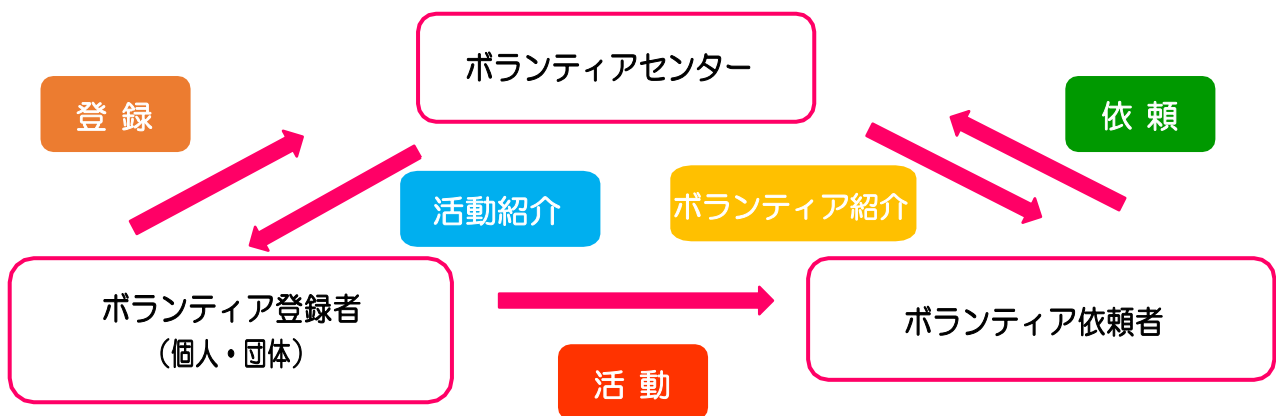 ボランティアセンター
登 録
依 頼
活動紹介
ボランティア紹介
ボランティア登録者
（個人・団体）
ボランティア依頼者
活 動